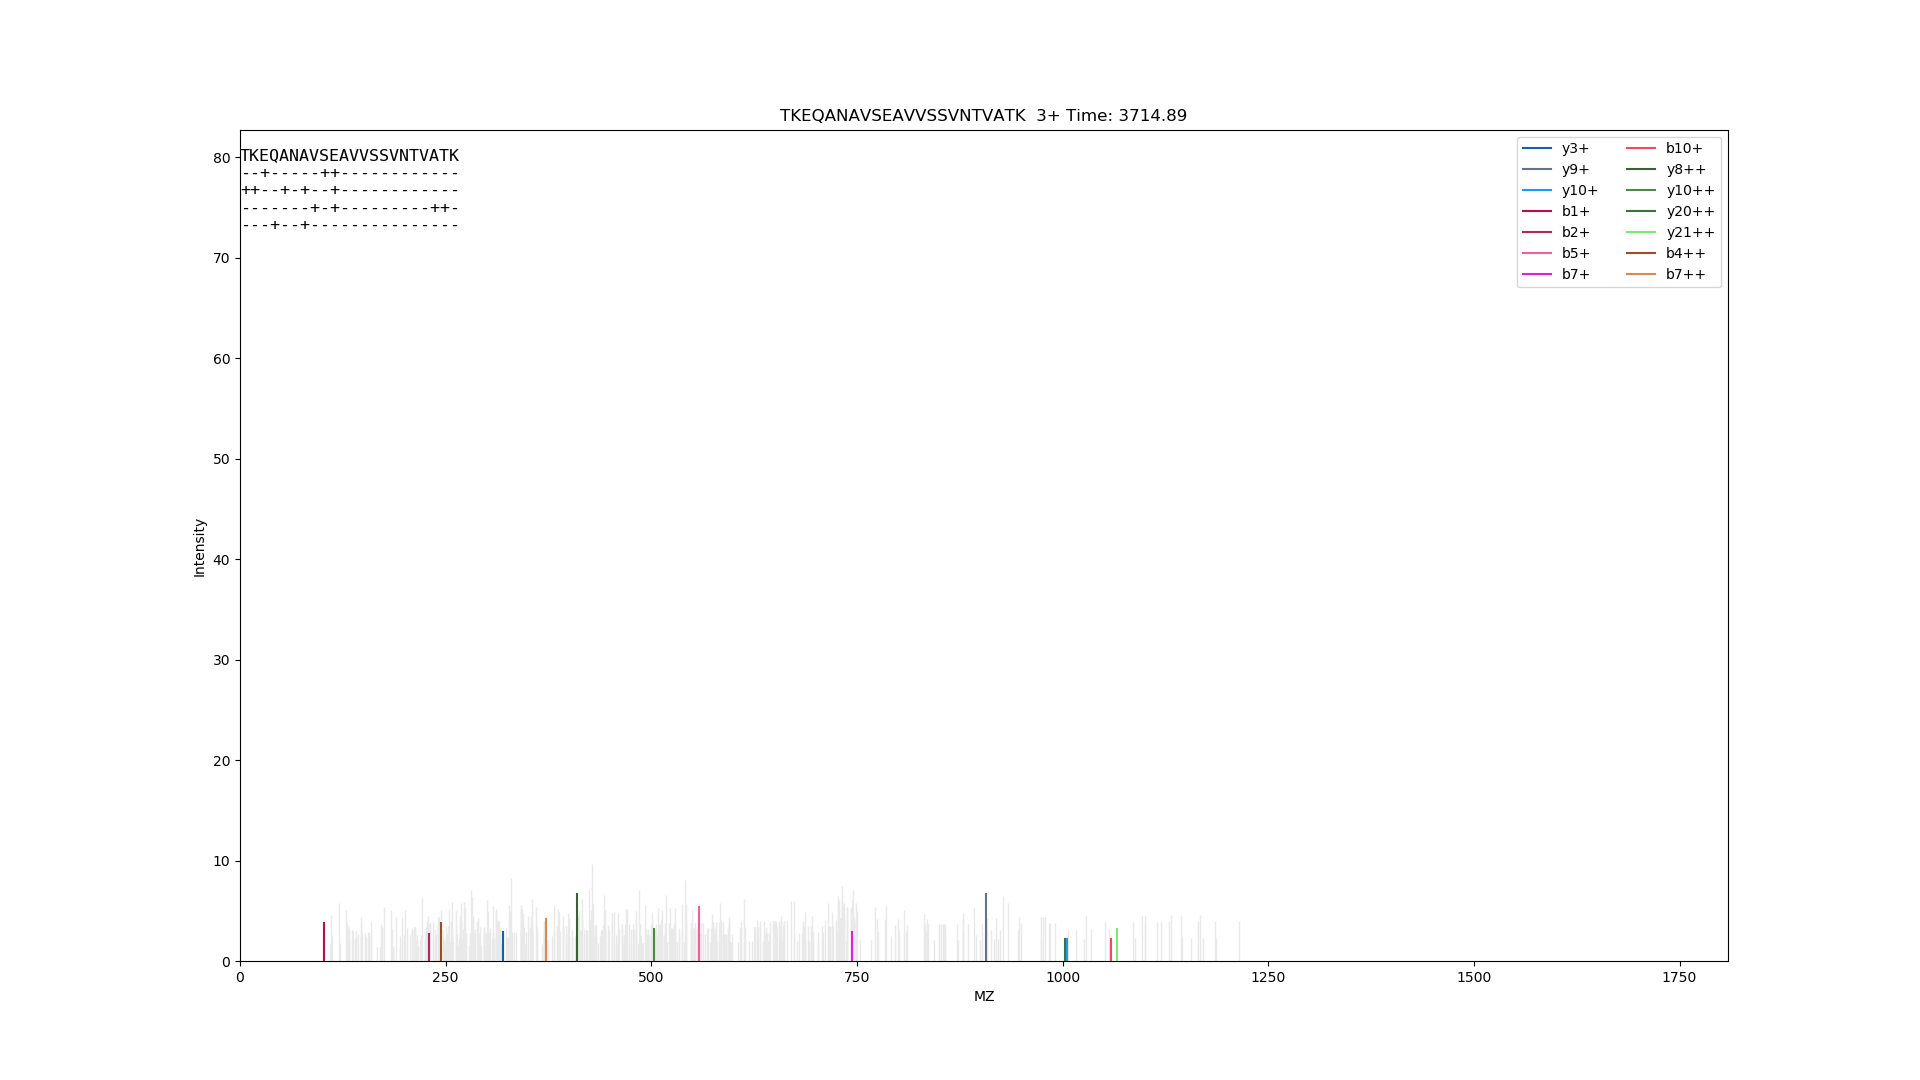 TKEQANAVSEAVVSSVNTVATK  3+ Time: 3714.89
TKEQANAVSEAVVSSVNTVATK
--+-----++------------
++--+-+--+------------
-------+-+---------++-
---+--+---------------
y3+
y9+
y10+
b1+
b2+
b5+
b7+
b10+
y8++
y10++
y20++
y21++
b4++
b7++
80
70
60
50
40
30
20
10
0
Intensity
0 250 500 750 1000 1250 1500 1750
MZ